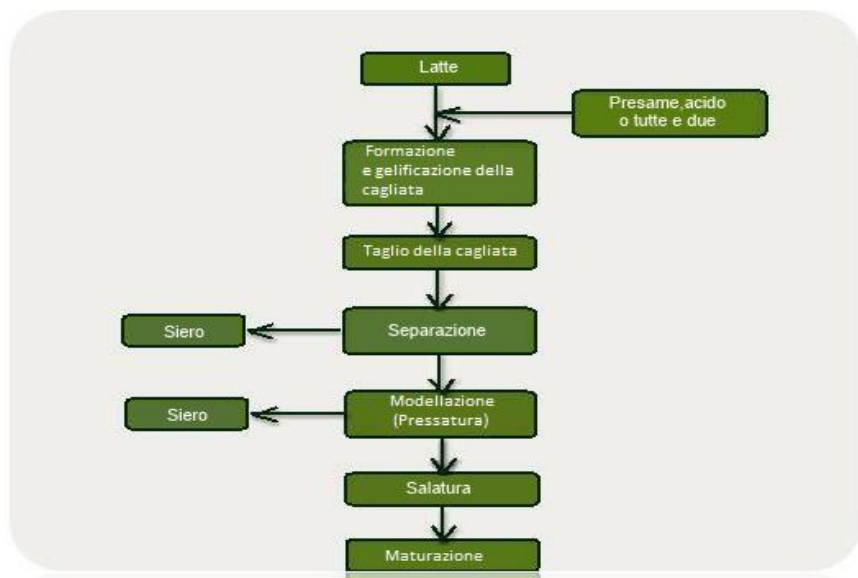 Latte
Presame,acido
o tutte e due
Formazione
e gelificazione della
cagliata
Taglio della cagliata
Separazione
Siero
Modellazione
(Pressatura)
Siero
Salatura
Maturazione